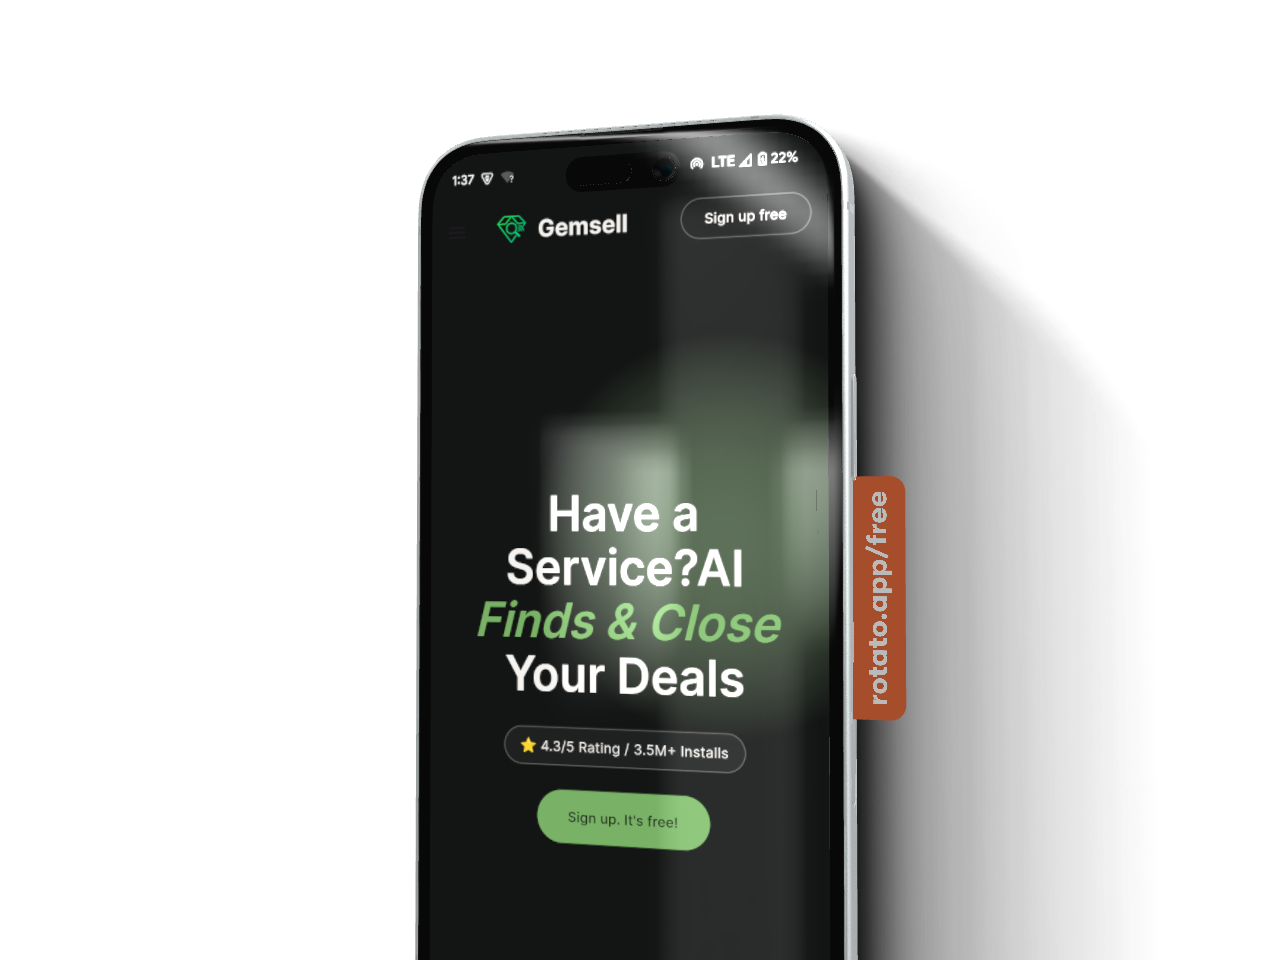 1:37
LTE 22%
Gemsell
Sign up free
Have a
Service?AI
Finds & Close
Your Deals
⭐ 4.3/5 Rating / 3.5M+ Installs
Sign up. It's free!
rotato.app/free